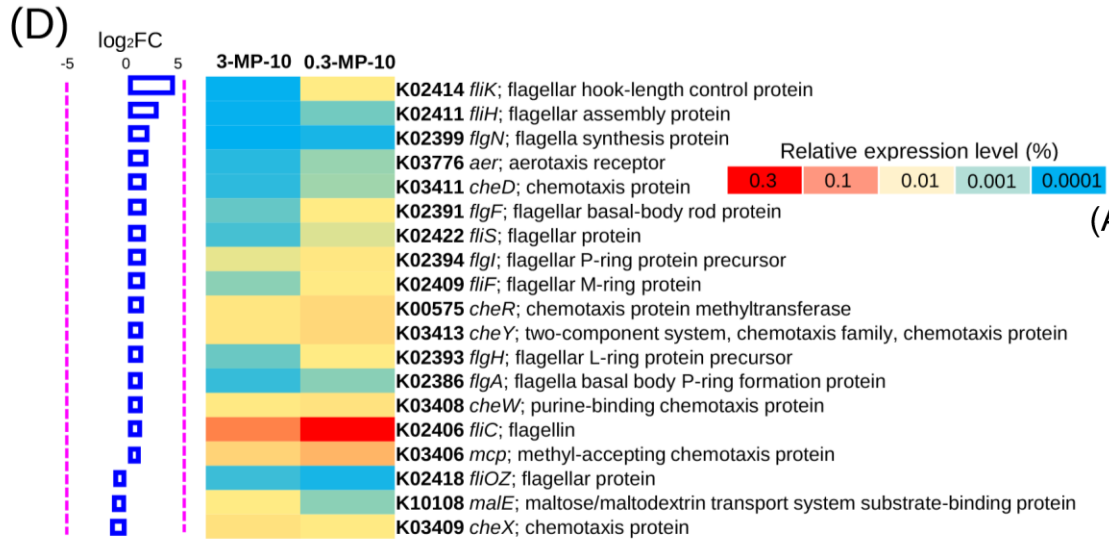 (D)
log₂FC
-5 0 5
3-MP-10 0.3-MP-10
K02414 fliK; flagellar hook-length control protein
K02411 fliH; flagellar assembly protein
K02399 flgN; flagella synthesis protein
K03776 aer; aerotaxis receptor
K03411 cheD; chemotaxis protein
K02391 flgF; flagellar basal-body rod protein
K02422 fliS; flagellar protein
K02394 flgI; flagellar P-ring protein precursor
K02409 fliF; flagellar M-ring protein
K00575 cheR; chemotaxis protein methyltransferase
K03413 cheY; two-component system, chemotaxis family, chemotaxis protein
K02393 flgH; flagellar L-ring protein precursor
K02386 flgA; flagella basal body P-ring formation protein
K03408 cheW; purine-binding chemotaxis protein
K02406 fliC; flagellin
K03406 mcp; methyl-accepting chemotaxis protein
K02418 fliOZ; flagellar protein
K10108 malE; maltose/maltodextrin transport system substrate-binding protein
K03409 cheX; chemotaxis protein
Relative expression level (%)
0.3 0.1 0.01 0.001 0.0001